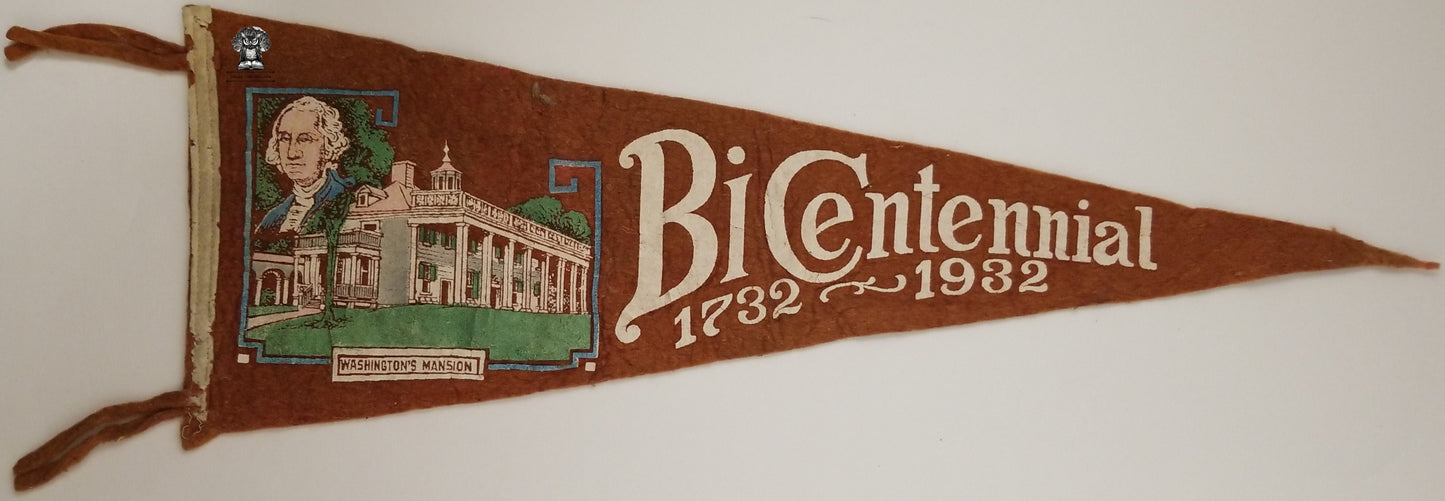 BiCentennial
1732 ~ 1932
WASHINGTON'S MANSION